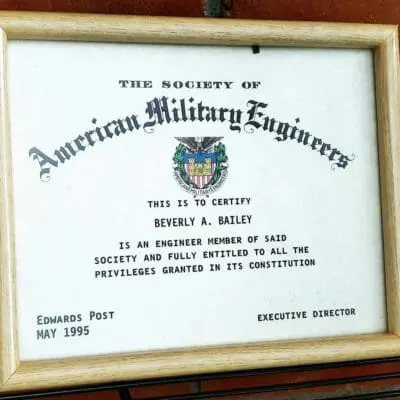 THE SOCIETY OF
American Military Engineers
THIS IS TO CERTIFY
BEVERLY A. BAILEY
IS AN ENGINEER MEMBER OF SAID
SOCIETY AND FULLY ENTITLED TO ALL THE
PRIVILEGES GRANTED IN ITS CONSTITUTION
EDWARDS POST
MAY 1995
EXECUTIVE DIRECTOR